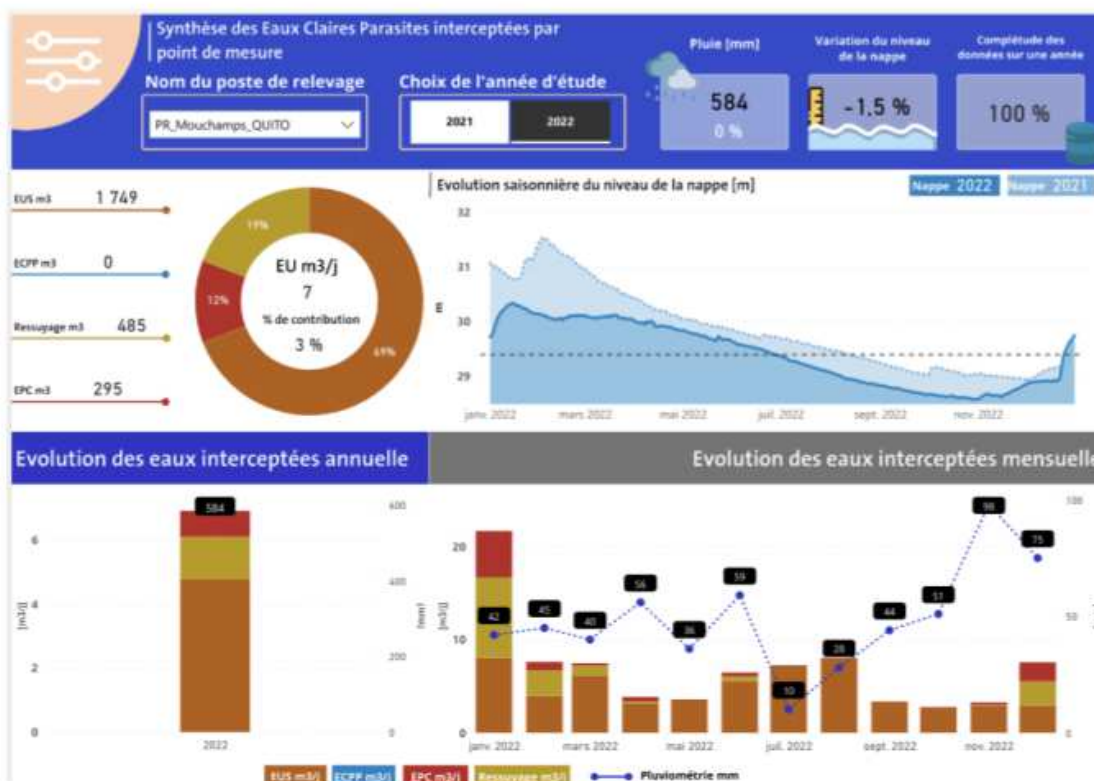 Synthèse des Eaux Claires Parasites interceptées par
point de mesure
Nom du poste de relevage
PR_Mouchamps_QUITO
Choix de l'année d'étude
2021
2022
Pluie [mm]
584
0 %
Variation du niveau
de la nappe
-1.5 %
Complétude des
données sur une année
100 %
EUS m3 1 749
ECPP m3 0
Ressuyage m3 485
EPC m3 295
19%
12%
69%
EU m3/j
7
% de contribution
3 %
Evolution saisonnière du niveau de la nappe [m]
Nappe 2022
Nappe 2021
32
31
30
29
m
janv. 2022 mars 2022 mai 2022 juil. 2022 sept. 2022 nov. 2022
Evolution des eaux interceptées annuelle
6
4
2
0
[m3/j]
584
600
400
200
0
[mm]
2022
Evolution des eaux interceptées mensuelle
20
10
0
[m3/j]
42 45 40 56 36 59 10 28 44 51 98 75
100
50
0
janv. 2022 mars 2022 mai 2022 juil. 2022 sept. 2022 nov. 2022
EUS m3/j ECPP m3/j EPC m3/j Ressuyage m3/j Pluviométrie mm